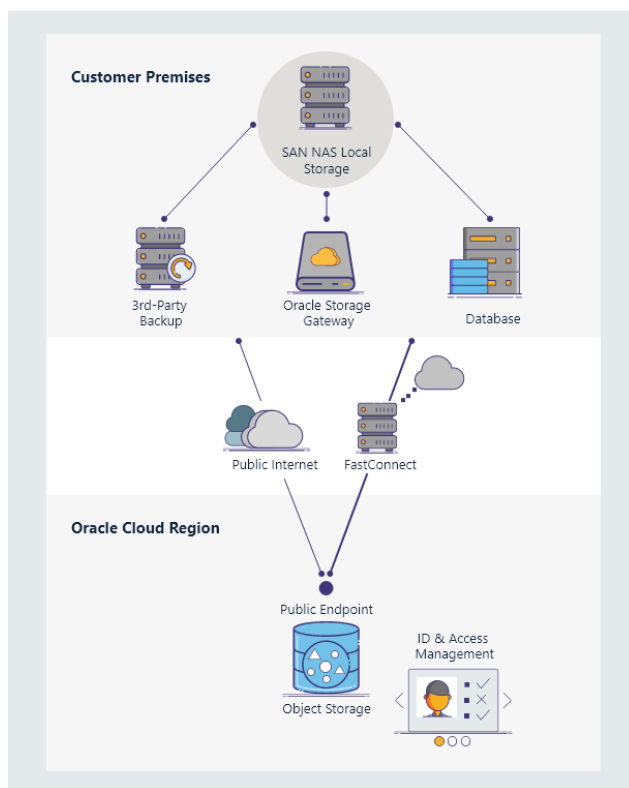 Customer Premises
SAN NAS Local
Storage
3rd-Party
Backup
Oracle Storage
Gateway
Database
Public Internet
FastConnect
Oracle Cloud Region
Public Endpoint
Object Storage
ID & Access
Management